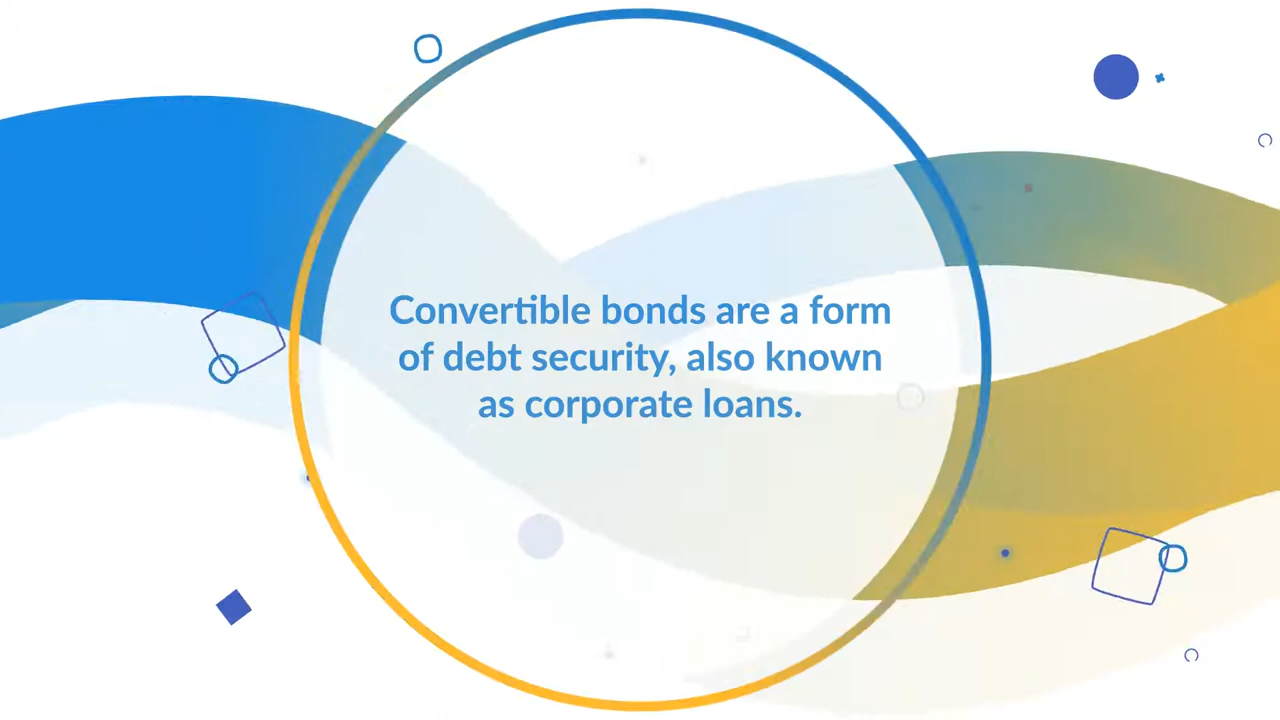 Convertible bonds are a form
of debt security, also known
as corporate loans.